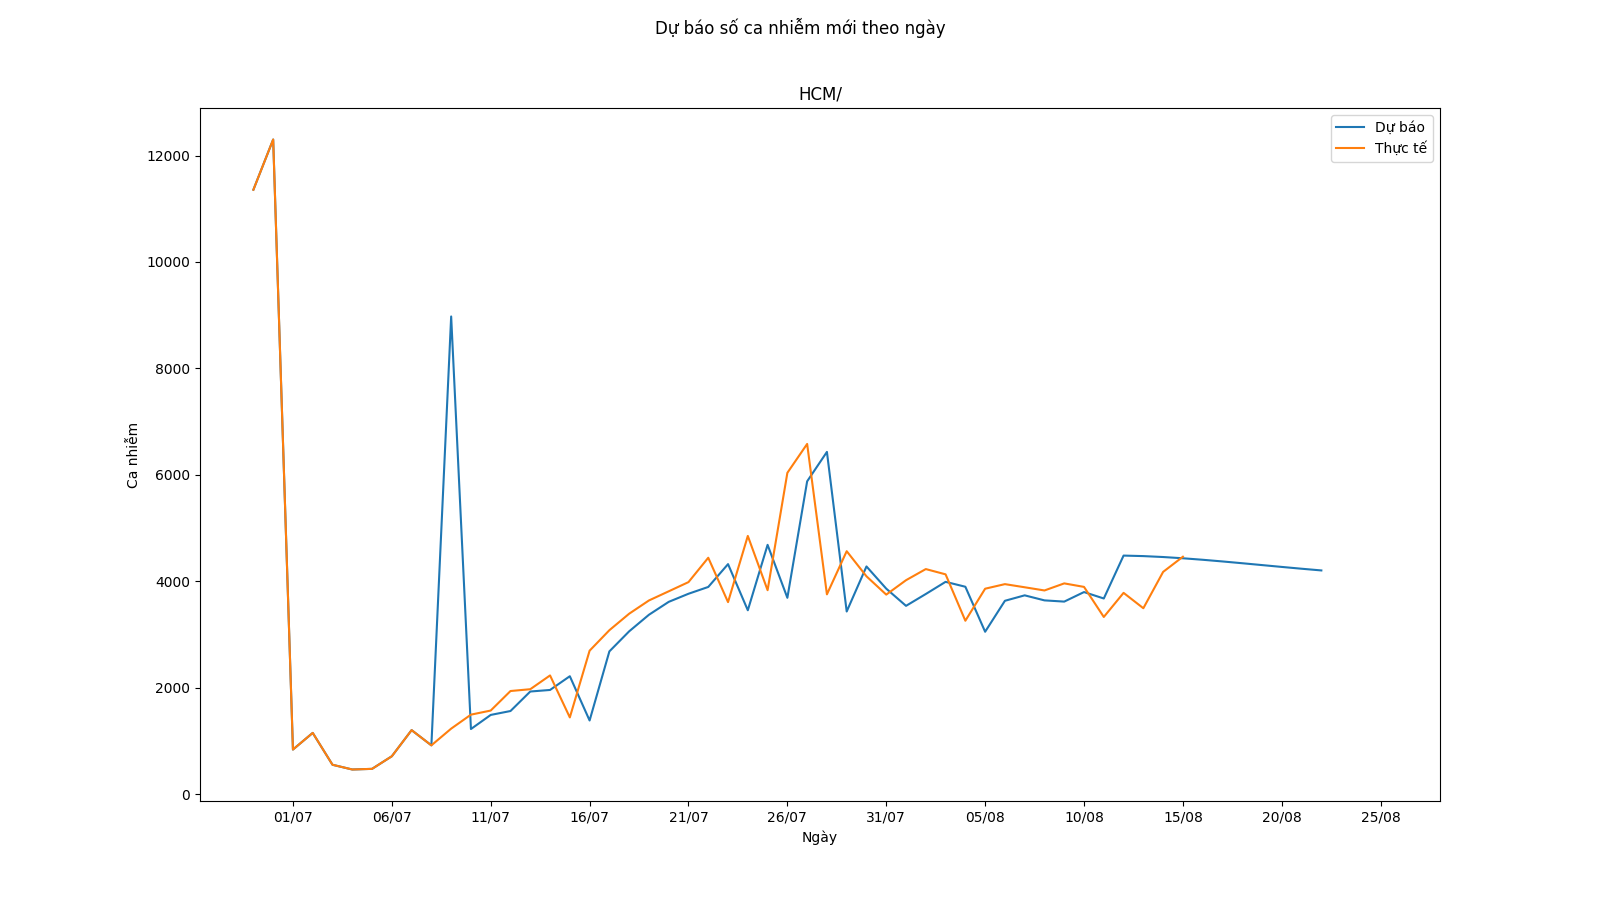 Dự báo số ca nhiễm mới theo ngày
HCM/
Dự báo
Thực tế
12000
10000
8000
6000
4000
2000
0
Ca nhiễm
01/07 06/07 11/07 16/07 21/07 26/07 31/07 05/08 10/08 15/08 20/08 25/08
Ngày